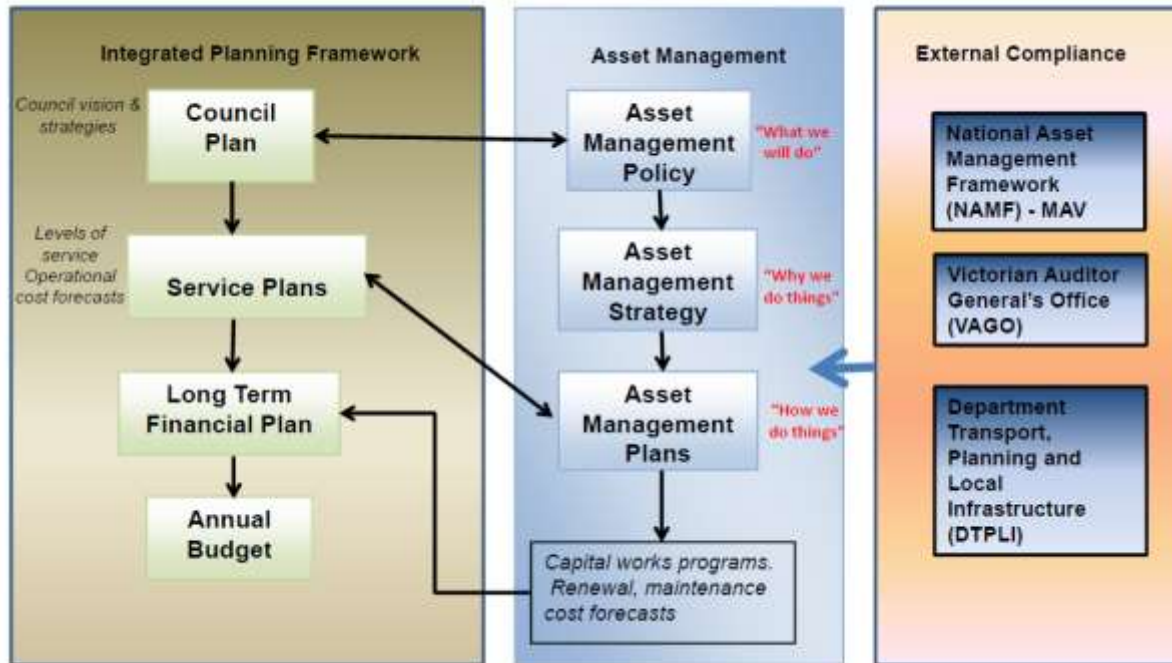 Integrated Planning Framework
Council vision &
strategies
Council
Plan
Levels of
service
Operational
cost forecasts
Service Plans
Long Term
Financial Plan
Annual
Budget
Asset Management
Asset
Management
Policy
"What we
will do"
Asset
Management
Strategy
"Why we
do things"
Asset
Management
Plans
"How we
do things"
Capital works programs.
Renewal, maintenance
cost forecasts
External Compliance
National Asset
Management
Framework
(NAMF) - MAV
Victorian Auditor
General's Office
(VAGO)
Department
Transport,
Planning and
Local
Infrastructure
(DTPLI)